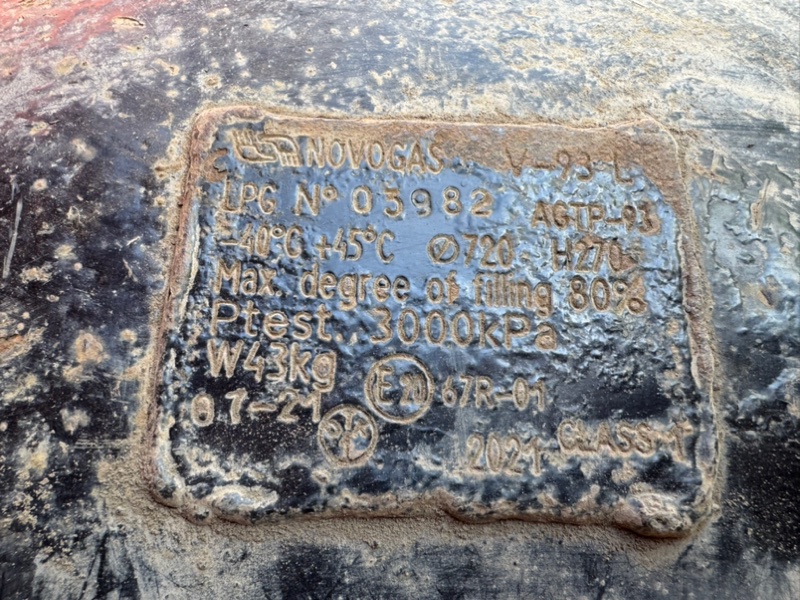 NOVOGAS V-93-L
LPG Nº 03982 AGTP-93
-40°C +45°C Ø720 H270
Max. degree of filling 80%
Ptest. 3000kPa
W43kg E20 67R-01
07-21
2021 CLASS-1